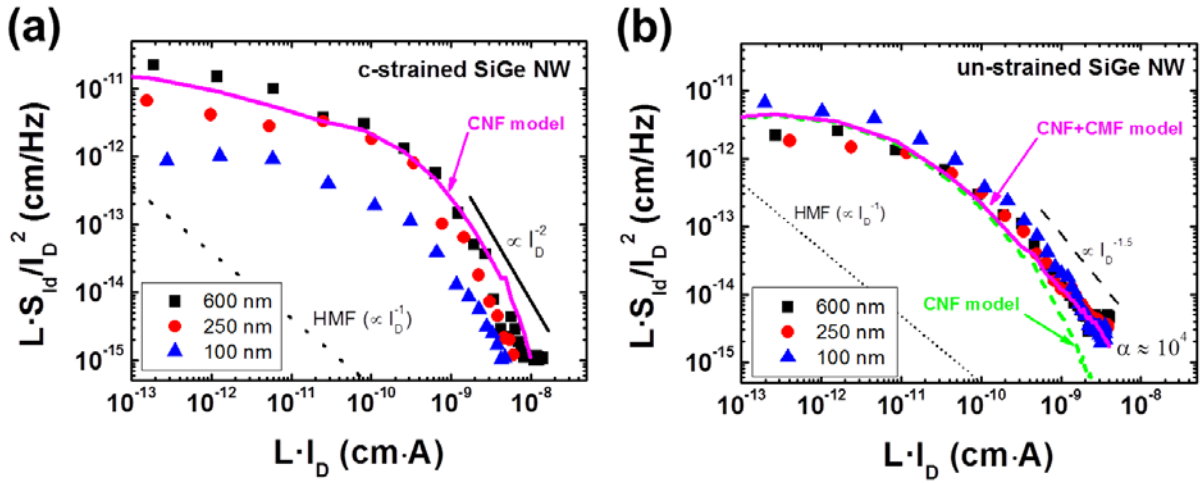 (a)
c-strained SiGe NW
CNF model
∝ I_D^-2
HMF (∝ I_D^-1)
600 nm
250 nm
100 nm
10^-11
10^-12
10^-13
10^-14
10^-15
10^-13 10^-12 10^-11 10^-10 10^-9 10^-8 10^-7
L·S_Id/I_D^2 (cm/Hz)
L·I_D (cm·A)
(b)
un-strained SiGe NW
CNF+CMF model
HMF (∝ I_D^-1)
∝ I_D^-1.5
CNF model
α ≈ 10^4
600 nm
250 nm
100 nm
10^-11
10^-12
10^-13
10^-14
10^-15
10^-13 10^-12 10^-11 10^-10 10^-9 10^-8
L·S_Id/I_D^2 (cm/Hz)
L·I_D (cm·A)